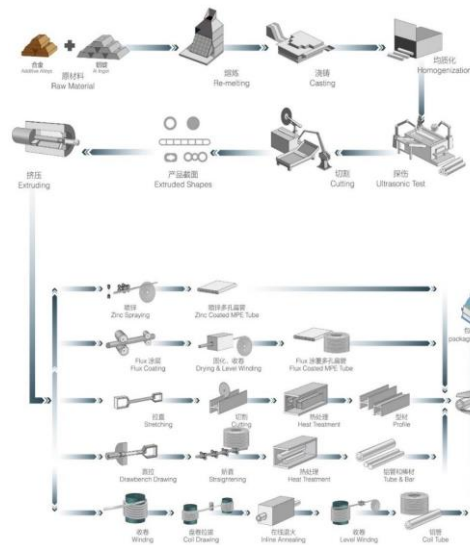 合金
Additive Alloys
铝锭
Al Ingot
原材料
Raw Material
熔炼
Re-melting
浇铸
Casting
均质化
Homogenization
挤压
Extruding
产品截面
Extruded Shapes
切割
Cutting
探伤
Ultrasonic Test
喷锌
Zinc Spraying
喷锌多孔扁管
Zinc Coated MPE Tube
Flux 涂层
Flux Coating
固化、收卷
Drying & Level Winding
Flux 涂覆多孔扁管
Flux Coated MPE Tube
package
拉直
Stretching
切割
Cutting
热处理
Heat Treatment
型材
Profile
直拉
Drawbench Drawing
矫直
Straightening
热处理
Heat Treatment
铝管和棒材
Tube & Bar
收卷
Winding
盘卷拉拔
Coil Drawing
在线退火
Inline Annealing
收卷
Level Winding
铝管
Coil Tube